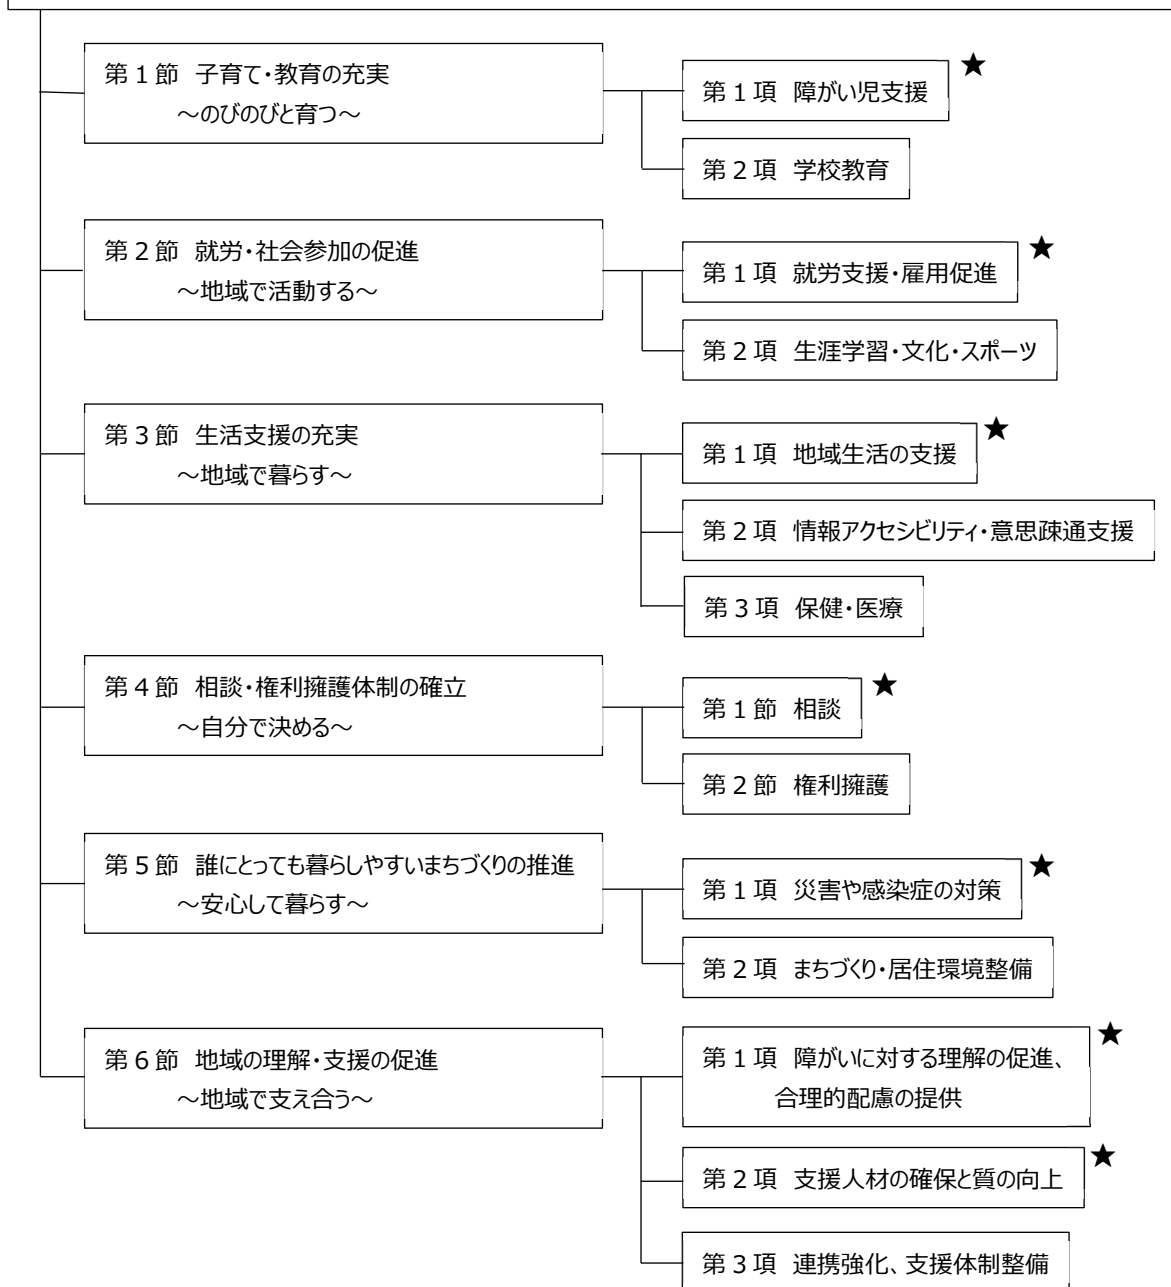 第1節 子育て・教育の充実
～のびのびと育つ～
第1項 障がい児支援 ★
第2項 学校教育
第2節 就労・社会参加の促進
～地域で活動する～
第1項 就労支援・雇用促進 ★
第2項 生涯学習・文化・スポーツ
第3節 生活支援の充実
～地域で暮らす～
第1項 地域生活の支援 ★
第2項 情報アクセシビリティ・意思疎通支援
第3項 保健・医療
第4節 相談・権利擁護体制の確立
～自分で決める～
第1節 相談 ★
第2節 権利擁護
第5節 誰にとっても暮らしやすいまちづくりの推進
～安心して暮らす～
第1項 災害や感染症の対策 ★
第2項 まちづくり・居住環境整備
第6節 地域の理解・支援の促進
～地域で支え合う～
第1項 障がいに対する理解の促進、 ★
合理的配慮の提供
第2項 支援人材の確保と質の向上 ★
第3項 連携強化、支援体制整備